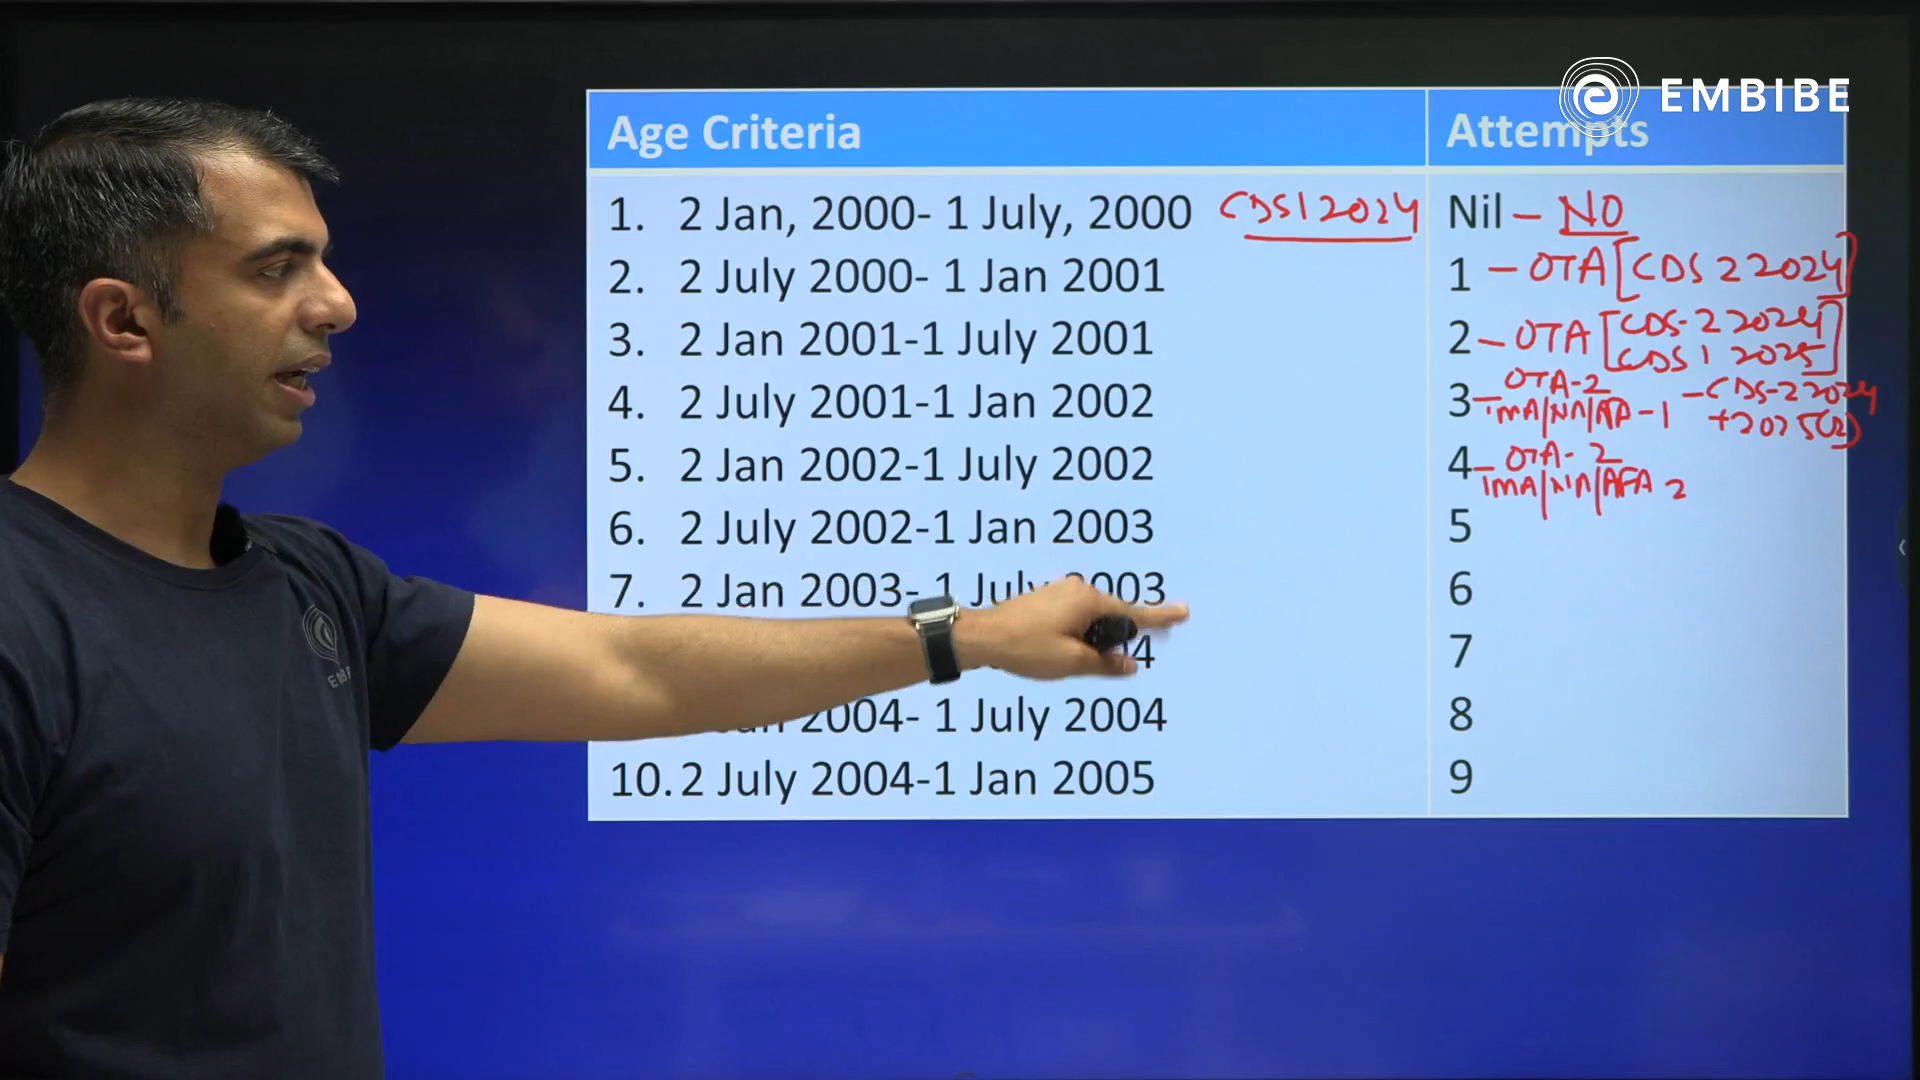 EMBIBE
Age Criteria Attempts
1. 2 Jan, 2000- 1 July, 2000 CDS 1 2024 Nil - NO
2. 2 July 2000- 1 Jan 2001 1 - OTA [CDS 2 2024]
3. 2 Jan 2001-1 July 2001 2 - OTA [CDS-2 2024
CDS 1 2025]
4. 2 July 2001-1 Jan 2002 3 - OTA-2 - CDS-2 2024
IMA/NA/ - 1 + 2025(2)
5. 2 Jan 2002-1 July 2002 4 - OTA- 2
IMA/NA/AFA 2
6. 2 July 2002-1 Jan 2003 5
7. 2 Jan 2003- 1 July 2003 6
7
2004- 1 July 2004 8
10. 2 July 2004-1 Jan 2005 9